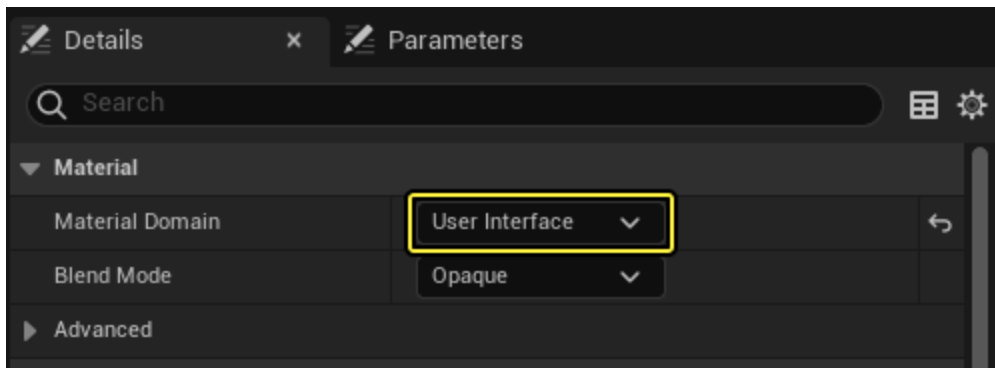 Details Parameters
Search
Material
Material Domain User Interface
Blend Mode Opaque
Advanced